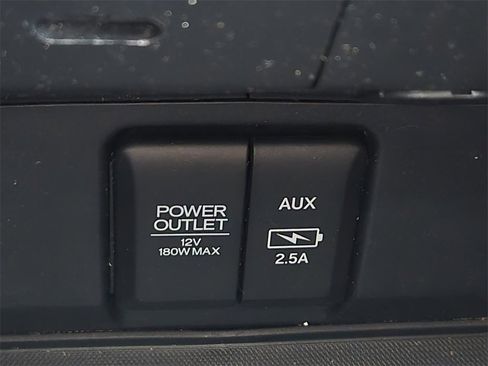 POWER
OUTLET
12V
180W MAX
AUX
2.5A